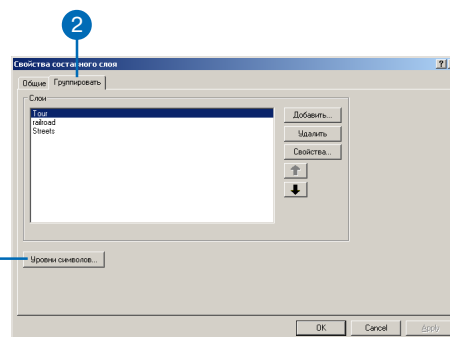 2
Свойства составного слоя
Общие Группировать
Слои
Tour
railroad
Streets
Добавить...
Удалить
Свойства...
Уровни символов...
OK Cancel Apply